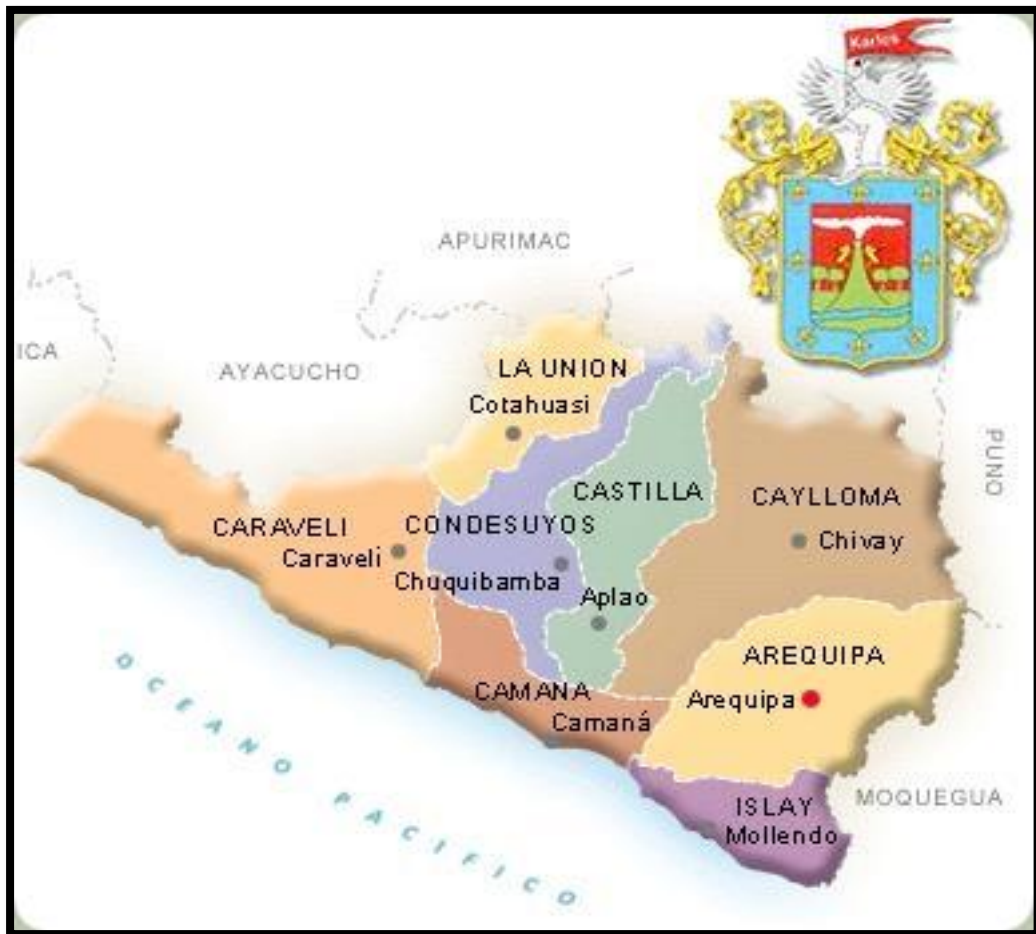 Karlos
APURIMAC
ICA
AYACUCHO
LA UNION
Cotahuasi
PUNO
CASTILLA
CAYLLOMA
CARAVELI
CONDESUYOS
Caraveli
Chivay
Chuquibamba
Aplao
AREQUIPA
CAMANA
Arequipa
Camaná
OCEANO PACIFICO
MOQUEGUA
ISLAY
Mollendo